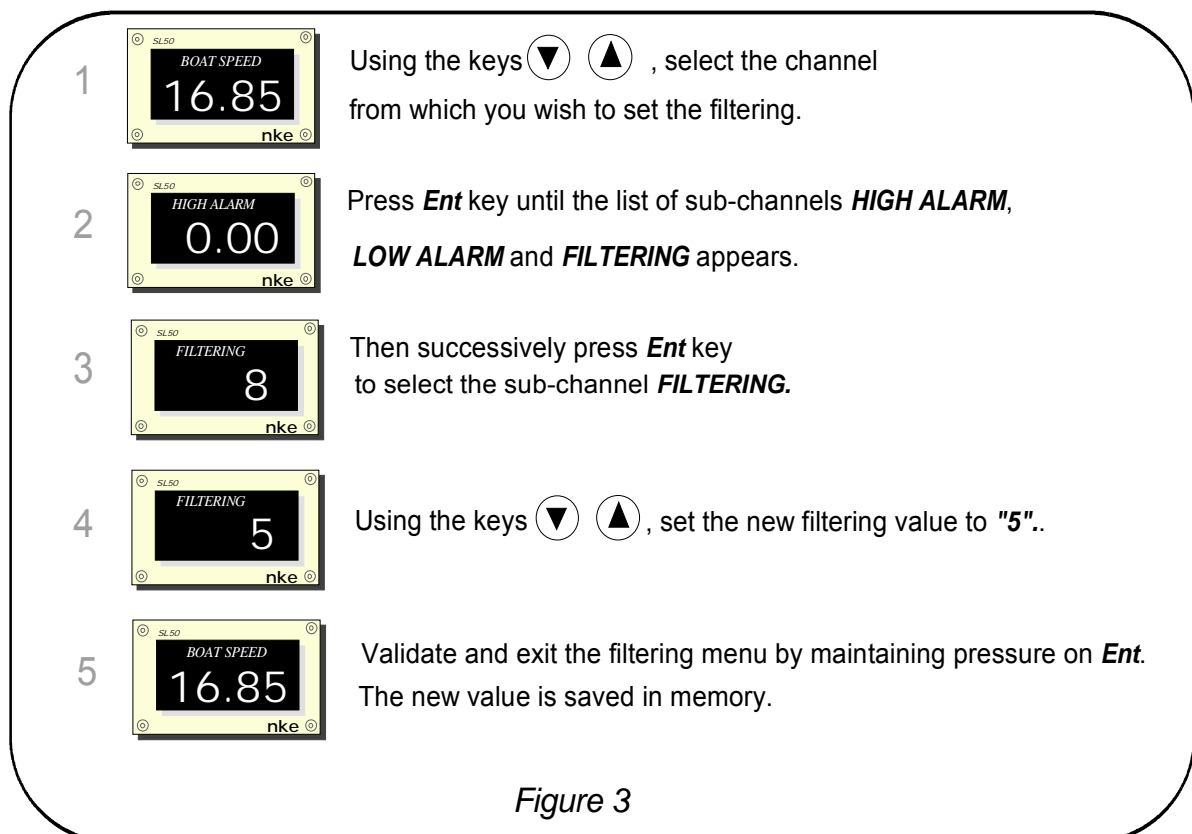 1
SL50
BOAT SPEED
16.85
nke
Using the keys ▼ ▲ , select the channel
from which you wish to set the filtering.
2
SL50
HIGH ALARM
0.00
nke
Press Ent key until the list of sub-channels HIGH ALARM,
LOW ALARM and FILTERING appears.
3
SL50
FILTERING
8
nke
Then successively press Ent key
to select the sub-channel FILTERING.
4
SL50
FILTERING
5
nke
Using the keys ▼ ▲ , set the new filtering value to "5"..
5
SL50
BOAT SPEED
16.85
nke
Validate and exit the filtering menu by maintaining pressure on Ent.
The new value is saved in memory.
Figure 3